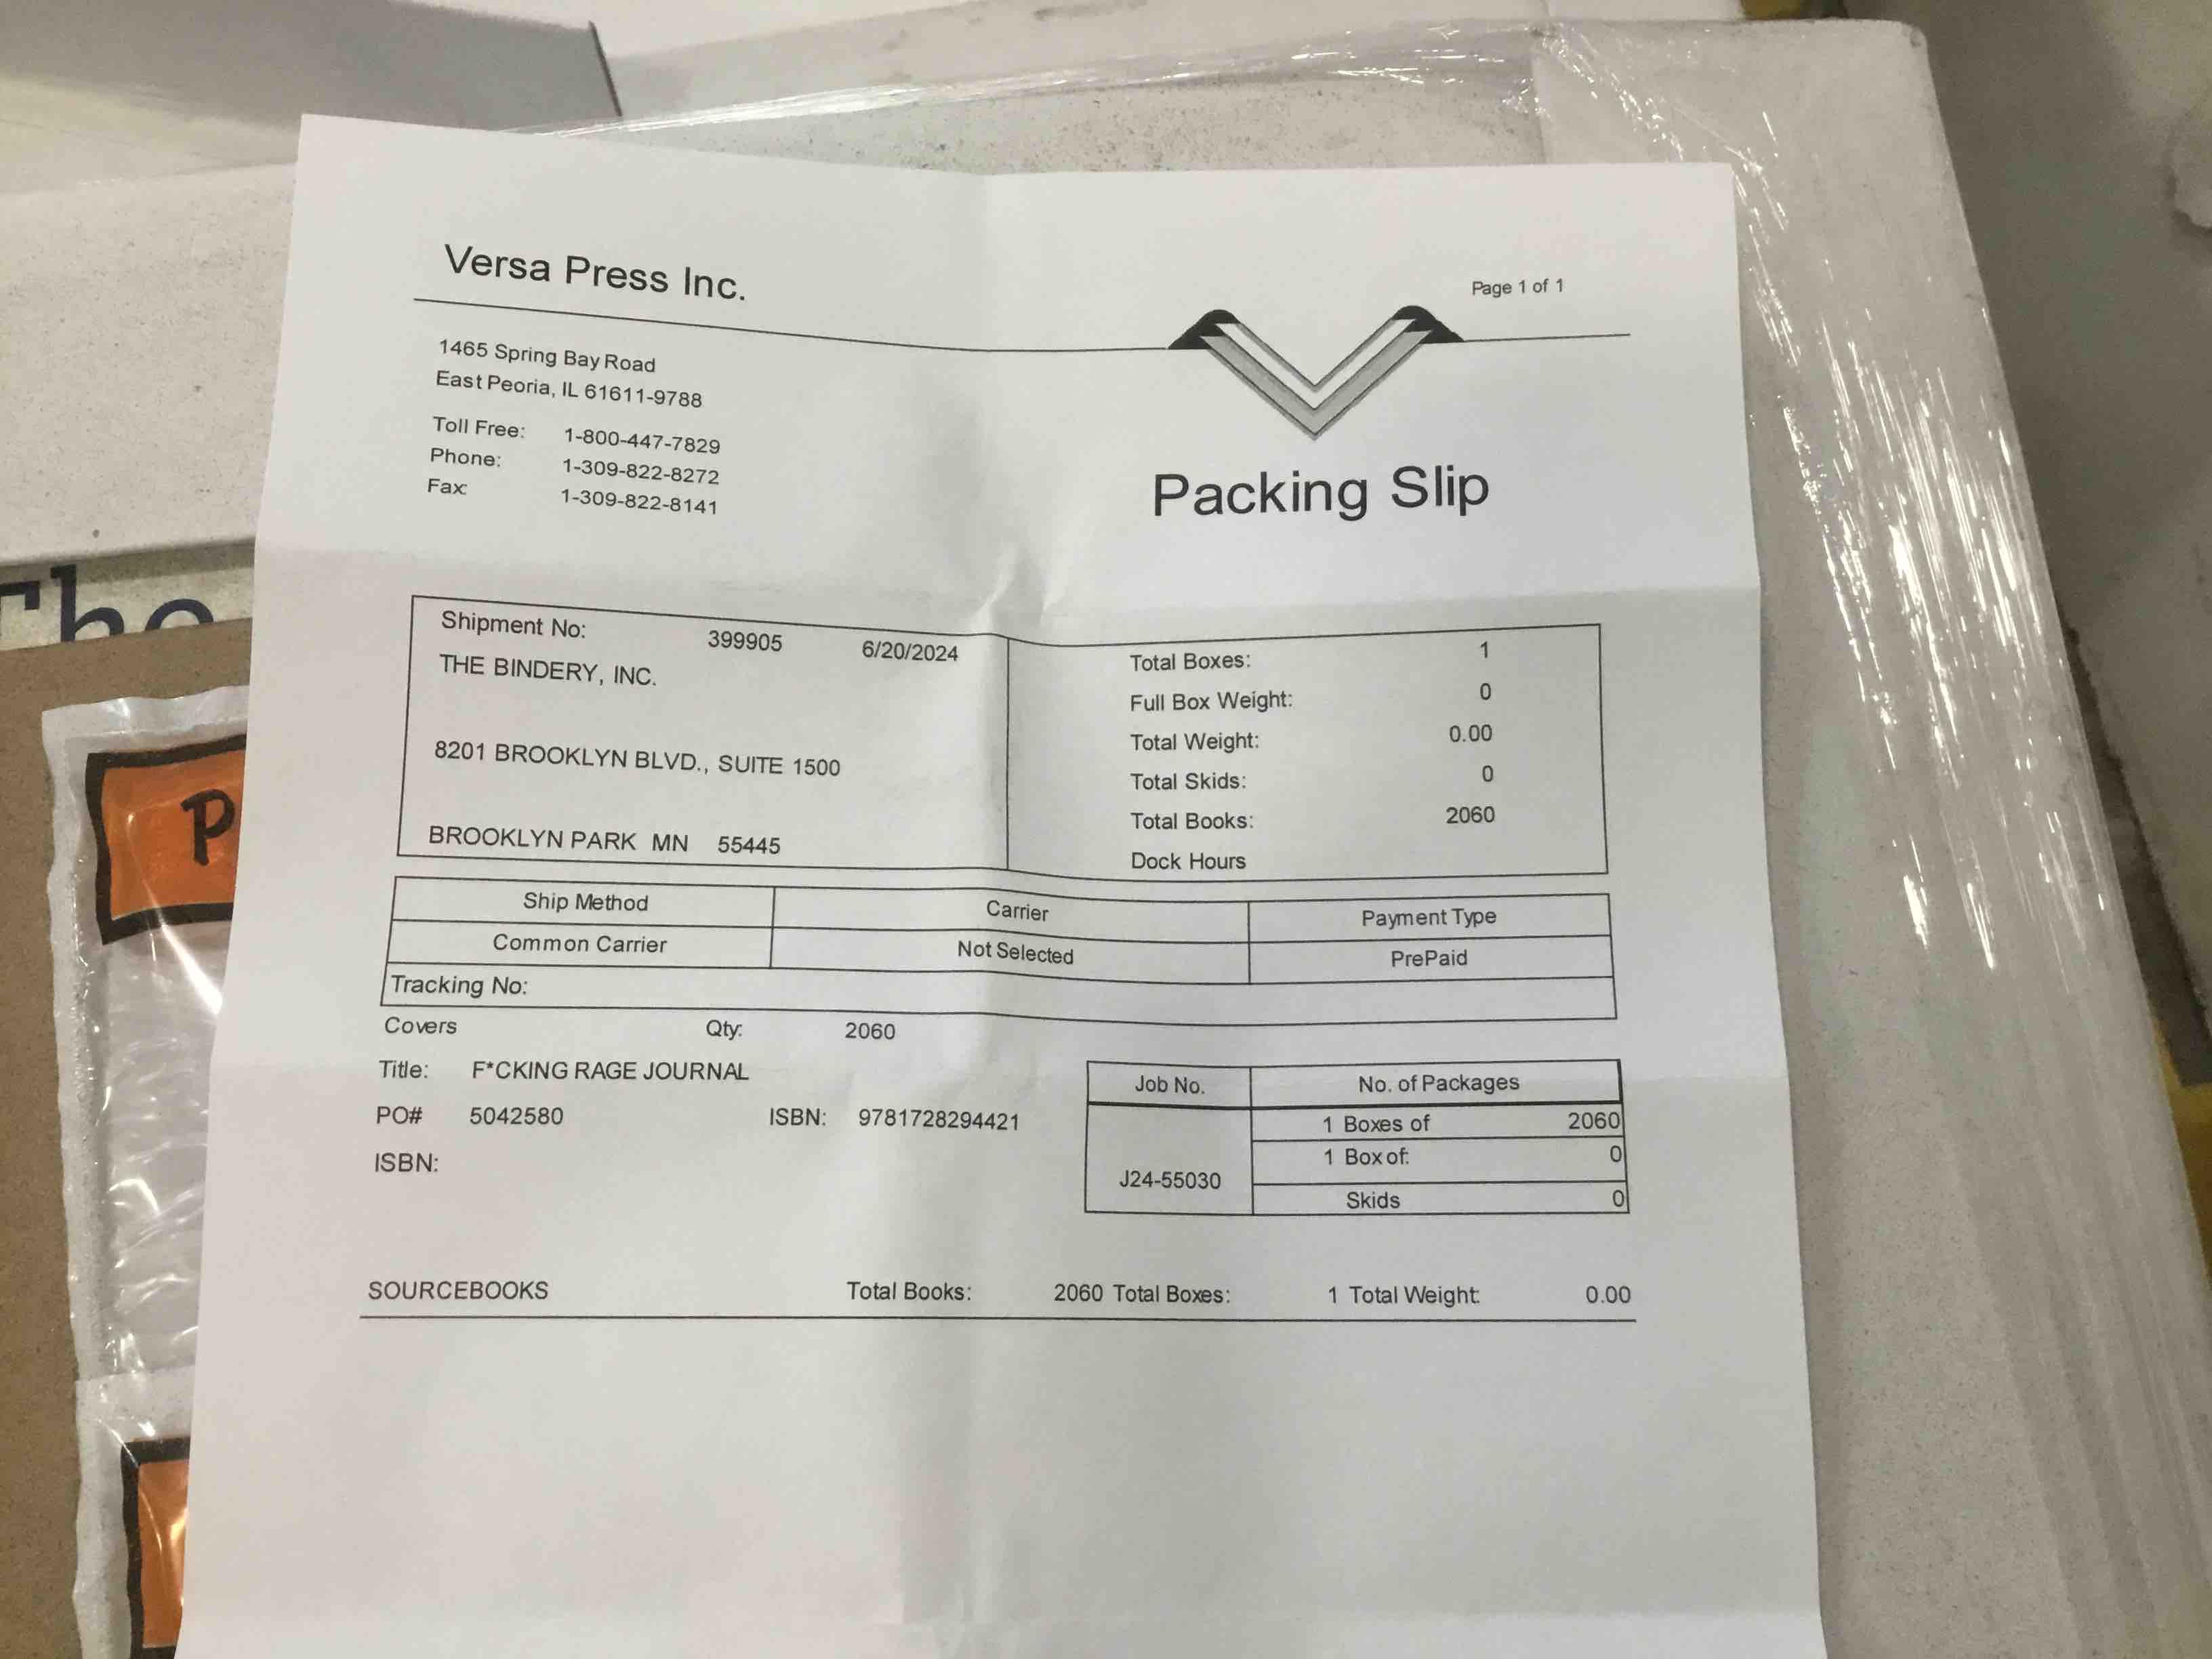 Versa Press Inc.
Page 1 of 1
1465 Spring Bay Road
East Peoria, IL 61611-9788
Toll Free: 1-800-447-7829
Phone: 1-309-822-8272
Fax: 1-309-822-8141
Packing Slip
Shipment No: 399905 6/20/2024
THE BINDERY, INC.
8201 BROOKLYN BLVD., SUITE 1500
BROOKLYN PARK MN 55445
Total Boxes: 1
Full Box Weight: 0
Total Weight: 0.00
Total Skids: 0
Total Books: 2060
Dock Hours
Ship Method Carrier Payment Type
Common Carrier Not Selected PrePaid
Tracking No:
Covers Qty: 2060
Title: F*CKING RAGE JOURNAL
PO# 5042580 ISBN: 9781728294421
ISBN:
Job No. No. of Packages
J24-55030
1 Boxes of 2060
1 Box of: 0
Skids 0
SOURCEBOOKS Total Books: 2060 Total Boxes: 1 Total Weight: 0.00
The
P